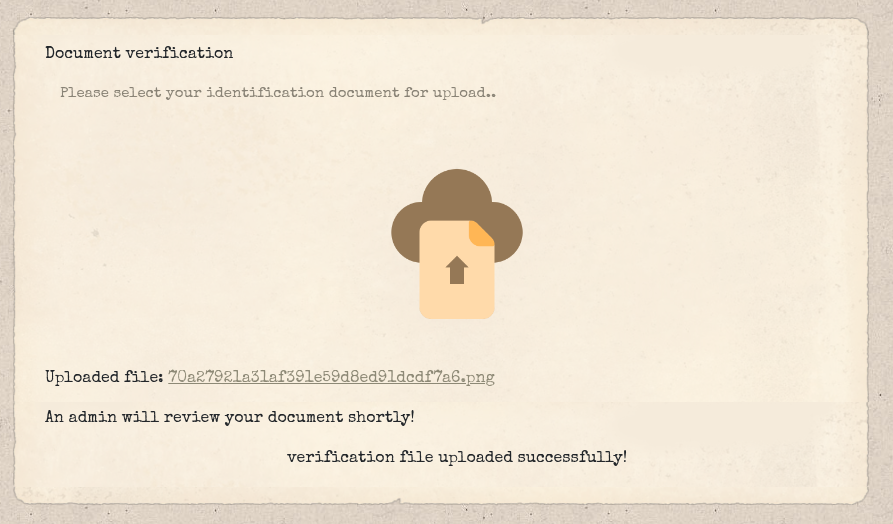 Document verification
Please select your identification document for upload..
Uploaded file: 70a27921a31af391e59d8ed91dcdf7a6.png
An admin will review your document shortly!
verification file uploaded successfully!